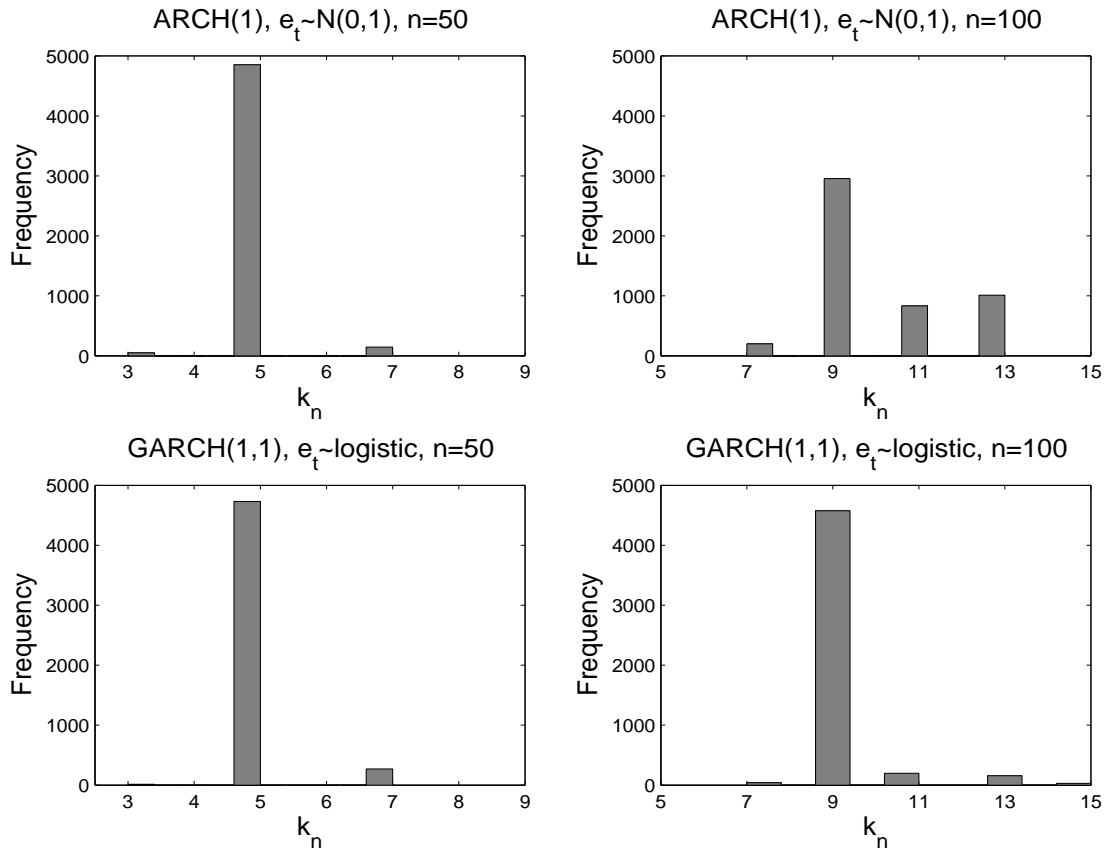 ARCH(1), e_t~N(0,1), n=50
5000
4000
3000
2000
1000
0
Frequency
3 4 5 6 7 8 9
k_n
ARCH(1), e_t~N(0,1), n=100
5000
4000
3000
2000
1000
0
Frequency
5 7 9 11 13 15
k_n
GARCH(1,1), e_t~logistic, n=50
5000
4000
3000
2000
1000
0
Frequency
3 4 5 6 7 8 9
k_n
GARCH(1,1), e_t~logistic, n=100
5000
4000
3000
2000
1000
0
Frequency
5 7 9 11 13 15
k_n